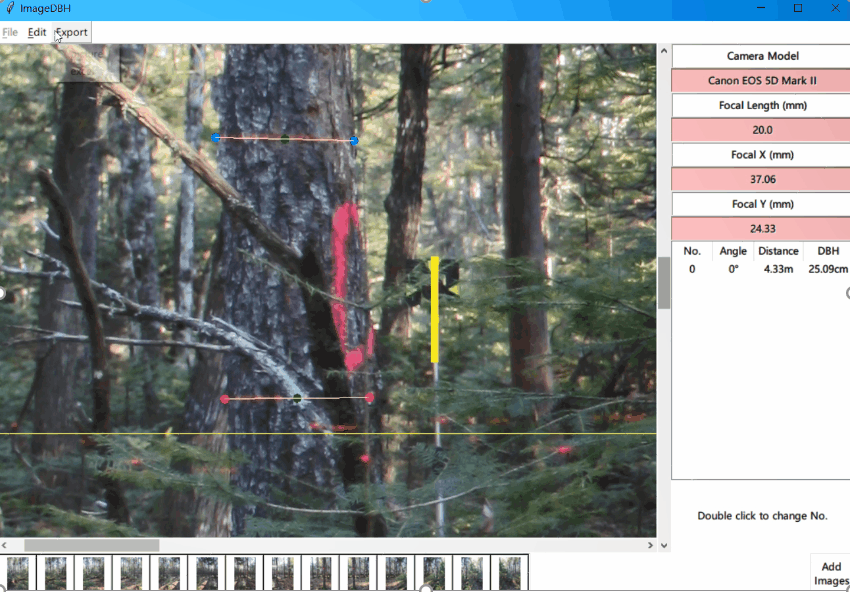 ImageDBH
File Edit Export
Camera Model
Canon EOS 5D Mark II
Focal Length (mm)
20.0
Focal X (mm)
37.06
Focal Y (mm)
24.33
No. Angle Distance DBH
0 0° 4.33m 25.09cm
Double click to change No.
Add
Images